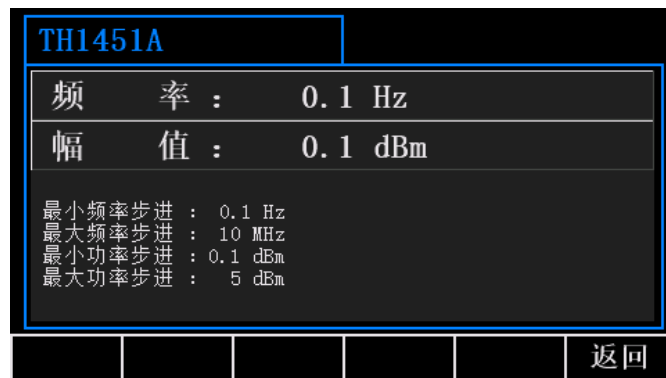 TH1451A
频 率 : 0.1 Hz
幅 值 : 0.1 dBm
最小频率步进 : 0.1 Hz
最大频率步进 : 10 MHz
最小功率步进 : 0.1 dBm
最大功率步进 : 5 dBm
返回